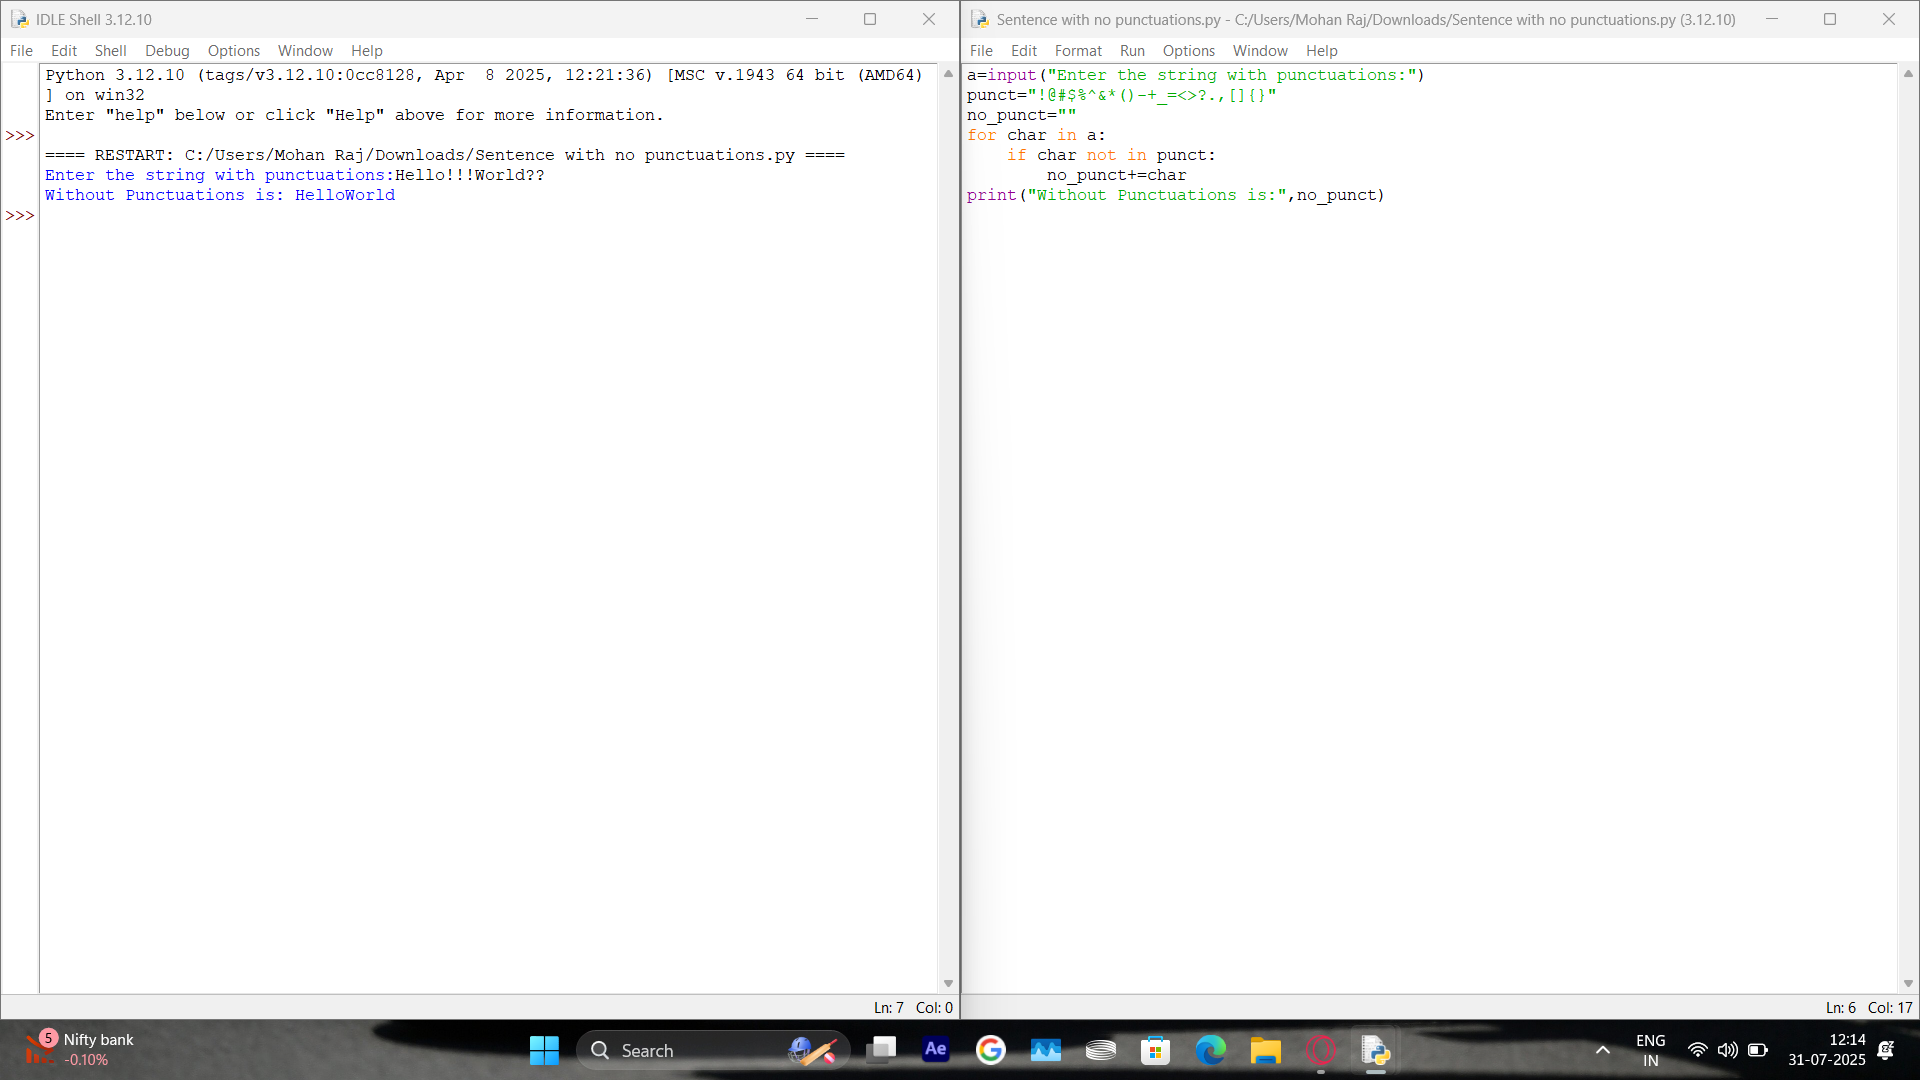 IDLE Shell 3.12.10
File Edit Shell Debug Options Window Help
Python 3.12.10 (tags/v3.12.10:0cc8128, Apr  8 2025, 12:21:36) [MSC v.1943 64 bit (AMD64)
] on win32
Enter "help" below or click "Help" above for more information.
>>>
==== RESTART: C:/Users/Mohan Raj/Downloads/Sentence with no punctuations.py ====
Enter the string with punctuations:Hello!!!World??
Without Punctuations is: HelloWorld
>>>
Ln: 7 Col: 0
Sentence with no punctuations.py - C:/Users/Mohan Raj/Downloads/Sentence with no punctuations.py (3.12.10)
File Edit Format Run Options Window Help
a=input("Enter the string with punctuations:")
punct="!@#$%^&*()-+_=<>?.,[]{}"
no_punct=""
for char in a:
    if char not in punct:
        no_punct+=char
print("Without Punctuations is:",no_punct)
Ln: 6 Col: 17
5
Nifty bank
-0.10%
Search
Ae
ENG
IN
12:14
31-07-2025